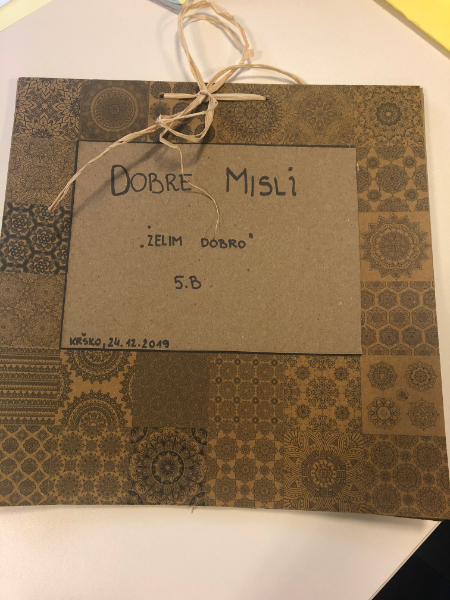 DOBRE MISLI
„ŽELIM DOBRO"
5.B
KRŠKO, 24.12.2019